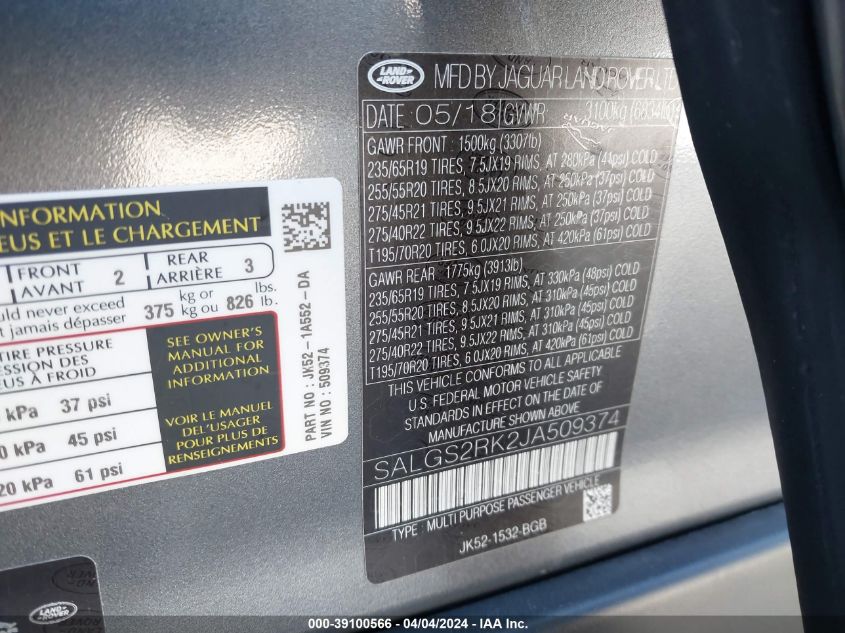 LAND
ROVER
MFD BY JAGUAR LAND ROVER LTD
DATE: 05/18 GVWR: 3100kg (6834lb)
GAWR FRONT : 1500kg (3307lb)
235/65R19 TIRES, 7.5JX19 RIMS, AT 280kPa (41psi) COLD
255/55R20 TIRES, 8.5JX20 RIMS, AT 250kPa (37psi) COLD
275/45R21 TIRES, 9.5JX21 RIMS, AT 250kPa (37psi) COLD
275/40R22 TIRES, 9.5JX22 RIMS, AT 250kPa (37psi) COLD
T195/70R20 TIRES, 6.0JX20 RIMS, AT 420kPa (61psi) COLD
GAWR REAR : 1775kg (3913lb)
235/65R19 TIRES, 7.5JX19 RIMS, AT 330kPa (48psi) COLD
255/55R20 TIRES, 8.5JX20 RIMS, AT 310kPa (45psi) COLD
275/45R21 TIRES, 9.5JX21 RIMS, AT 310kPa (45psi) COLD
275/40R22 TIRES, 9.5JX22 RIMS, AT 310kPa (45psi) COLD
T195/70R20 TIRES, 6.0JX20 RIMS, AT 420kPa (61psi) COLD
THIS VEHICLE CONFORMS TO ALL APPLICABLE
U.S. FEDERAL MOTOR VEHICLE SAFETY
STANDARDS IN EFFECT ON THE DATE OF
MANUFACTURE SHOWN ABOVE
SALGS2RK2JA509374
TYPE : MULTI PURPOSE PASSENGER VEHICLE
JK52-1532-BGB
INFORMATION
EUS ET LE CHARGEMENT
FRONT
AVANT 2
REAR
ARRIÈRE 3
uld never exceed
t jamais dépasser
375 kg or
kg ou 826 lbs.
lb.
TIRE PRESSURE
ESSION DES
EUS À FROID
kPa 37 psi
0 kPa 45 psi
20 kPa 61 psi
SEE OWNER'S
MANUAL FOR
ADDITIONAL
INFORMATION
VOIR LE MANUEL
DEL'USAGER
POUR PLUS DE
RENSEIGNEMENTS
PART NO : JK52-1A552-DA
VIN NO : 509374
LAND
ROVER
000-39100566 - 04/04/2024 - IAA Inc.